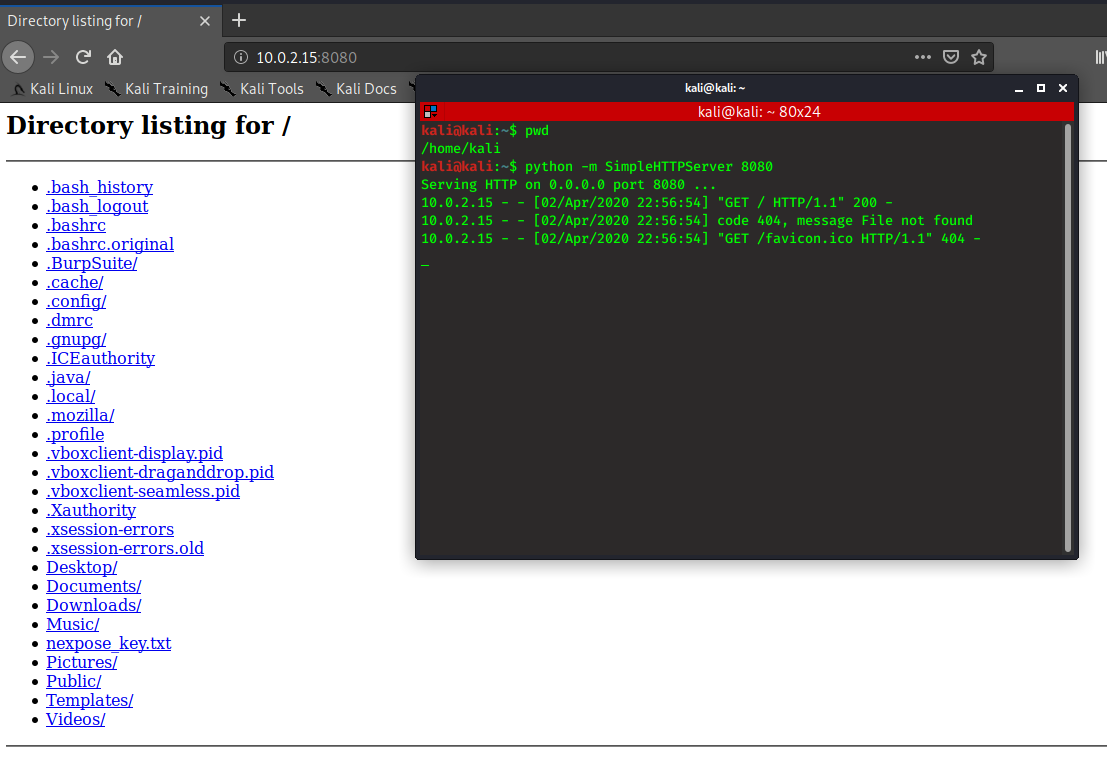 Directory listing for /
10.0.2.15:8080
Kali Linux Kali Training Kali Tools Kali Docs
Directory listing for /
.bash_history
.bash_logout
.bashrc
.bashrc.original
.BurpSuite/
.cache/
.config/
.dmrc
.gnupg/
.ICEauthority
.java/
.local/
.mozilla/
.profile
.vboxclient-display.pid
.vboxclient-draganddrop.pid
.vboxclient-seamless.pid
.Xauthority
.xsession-errors
.xsession-errors.old
Desktop/
Documents/
Downloads/
Music/
nexpose_key.txt
Pictures/
Public/
Templates/
Videos/
kali@kali: ~
kali@kali: ~ 80x24
kali@kali:~$ pwd
/home/kali
kali@kali:~$ python -m SimpleHTTPServer 8080
Serving HTTP on 0.0.0.0 port 8080 ...
10.0.2.15 - - [02/Apr/2020 22:56:54] "GET / HTTP/1.1" 200 -
10.0.2.15 - - [02/Apr/2020 22:56:54] code 404, message File not found
10.0.2.15 - - [02/Apr/2020 22:56:54] "GET /favicon.ico HTTP/1.1" 404 -